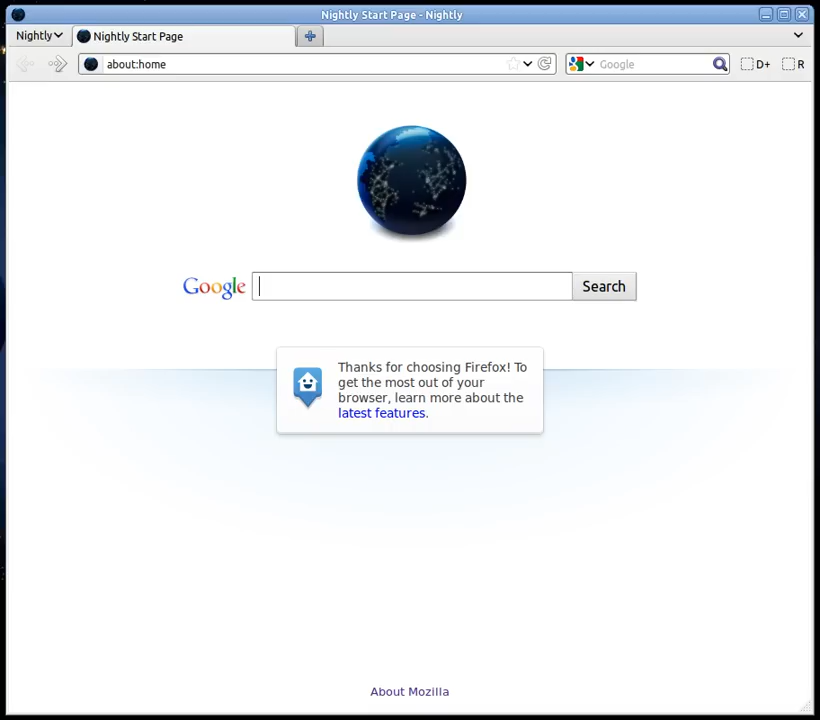 Nightly Start Page - Nightly
Nightly
Nightly Start Page
about:home
Google
D+
R
Google
Search
Thanks for choosing Firefox! To
get the most out of your
browser, learn more about the
latest features.
About Mozilla